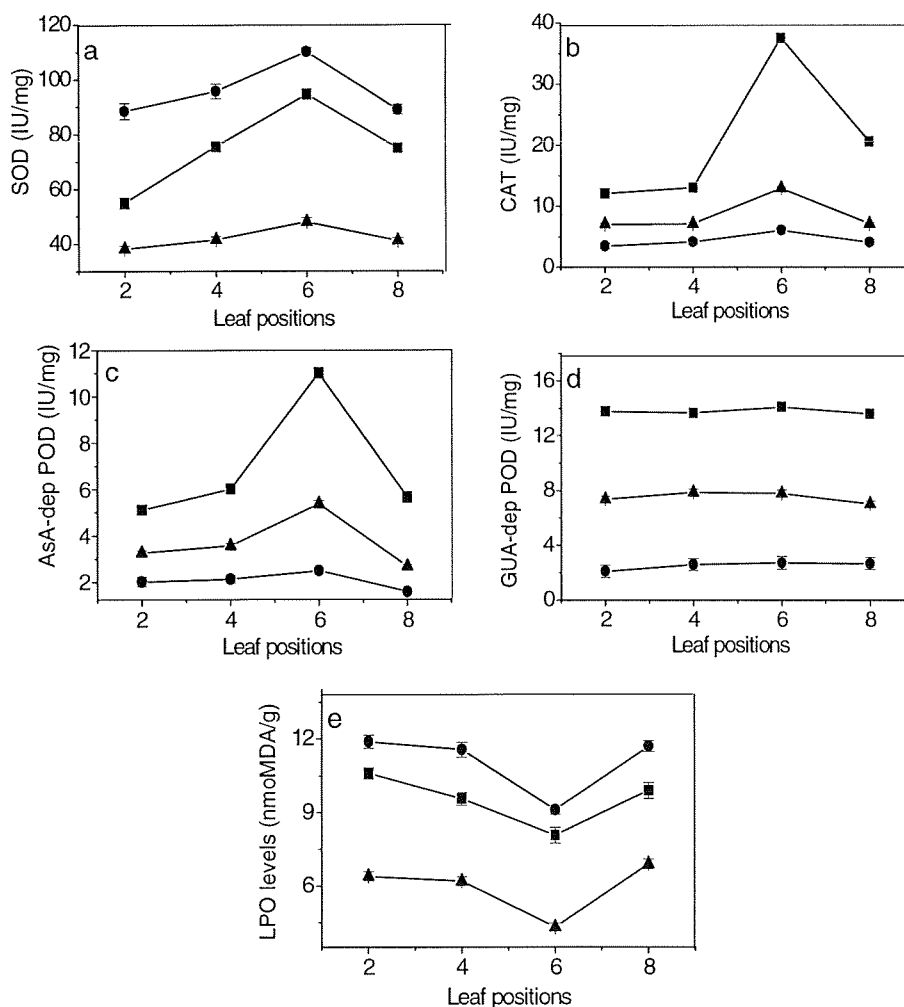 a
SOD (IU/mg)
120
100
80
60
40
2 4 6 8
Leaf positions
b
CAT (IU/mg)
40
30
20
10
0
2 4 6 8
Leaf positions
c
AsA-dep POD (IU/mg)
12
10
8
6
4
2
2 4 6 8
Leaf positions
d
GUA-dep POD (IU/mg)
16
12
8
4
0
2 4 6 8
Leaf positions
e
LPO levels (nmoMDA/g)
12
9
6
2 4 6 8
Leaf positions